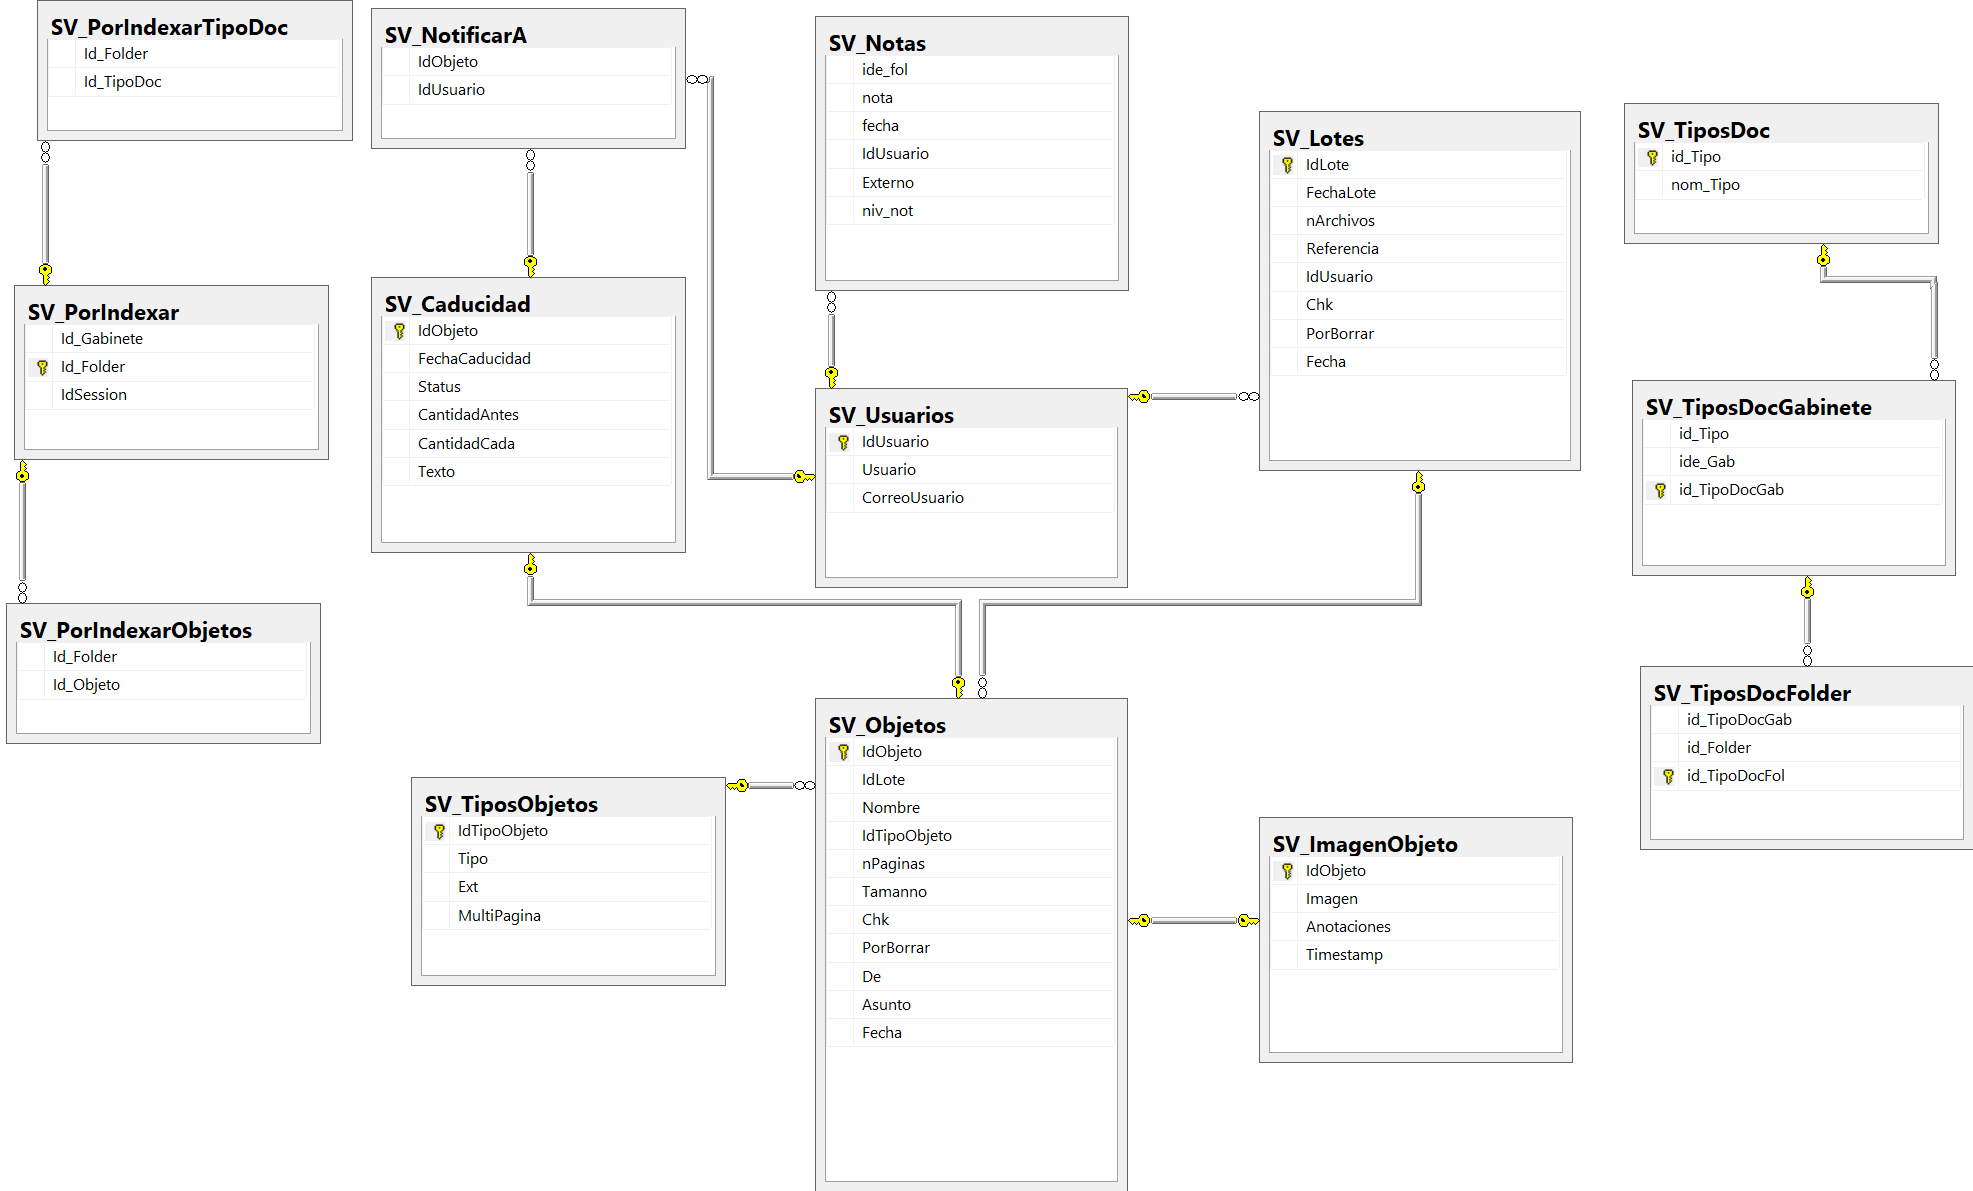 SV_PorIndexarTipoDoc
Id_Folder
Id_TipoDoc
SV_NotificarA
IdObjeto
IdUsuario
SV_Notas
ide_fol
nota
fecha
IdUsuario
Externo
niv_not
SV_Lotes
IdLote
FechaLote
nArchivos
Referencia
IdUsuario
Chk
PorBorrar
Fecha
SV_TiposDoc
id_Tipo
nom_Tipo
SV_PorIndexar
Id_Gabinete
Id_Folder
IdSession
SV_Caducidad
IdObjeto
FechaCaducidad
Status
CantidadAntes
CantidadCada
Texto
SV_Usuarios
IdUsuario
Usuario
CorreoUsuario
SV_TiposDocGabinete
id_Tipo
ide_Gab
id_TipoDocGab
SV_PorIndexarObjetos
Id_Folder
Id_Objeto
SV_TiposDocFolder
id_TipoDocGab
id_Folder
id_TipoDocFol
SV_TiposObjetos
IdTipoObjeto
Tipo
Ext
MultiPagina
SV_Objetos
IdObjeto
IdLote
Nombre
IdTipoObjeto
nPaginas
Tamanno
Chk
PorBorrar
De
Asunto
Fecha
SV_ImagenObjeto
IdObjeto
Imagen
Anotaciones
Timestamp